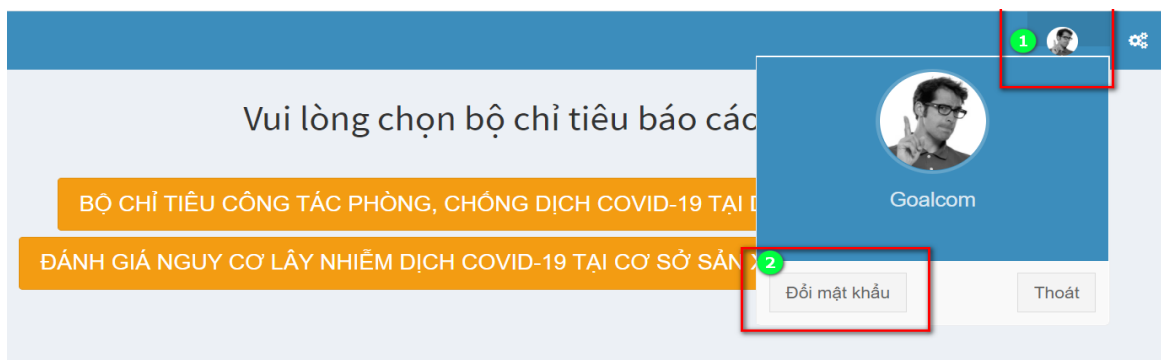 1
Vui lòng chọn bộ chỉ tiêu báo cáo
Goalcom
BỘ CHỈ TIÊU CÔNG TÁC PHÒNG, CHỐNG DỊCH COVID-19 TẠI
ĐÁNH GIÁ NGUY CƠ LÂY NHIỄM DỊCH COVID-19 TẠI CƠ SỞ SẢN
2
Đổi mật khẩu
Thoát